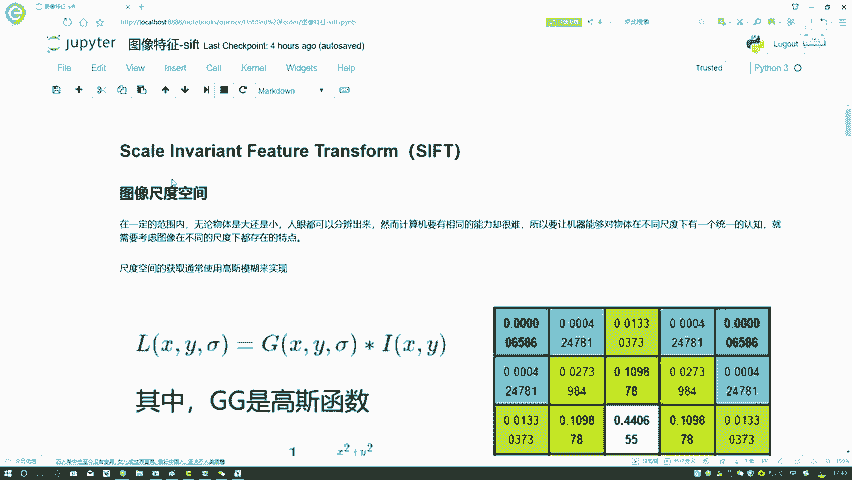 图像特征-sift
jupyter 图像特征-sift Last Checkpoint: 4 hours ago (autosaved)
Logout
File Edit View Insert Cell Kernel Widgets Help
Trusted Python 3
Markdown
Scale Invariant Feature Transform（SIFT）
图像尺度空间
在一定的范围内，无论物体是大还是小，人眼都可以分辨出来，然而计算机要有相同的能力却很难，所以要让机器能够对物体在不同尺度下有一个统一的认知，就
需要考虑图像在不同的尺度下都存在的特点。
尺度空间的获取通常使用高斯模糊来实现
L(x, y, σ) = G(x, y, σ) * I(x, y)
其中，GG是高斯函数
1 x² + y²
0.0000 0.0004 0.0133 0.0004 0.0000
06586 24781 0373 24781 06586
0.0004 0.0273 0.1098 0.0273 0.0004
24781 984 78 984 24781
0.0133 0.1098 0.4406 0.1098 0.0133
0373 78 55 78 0373